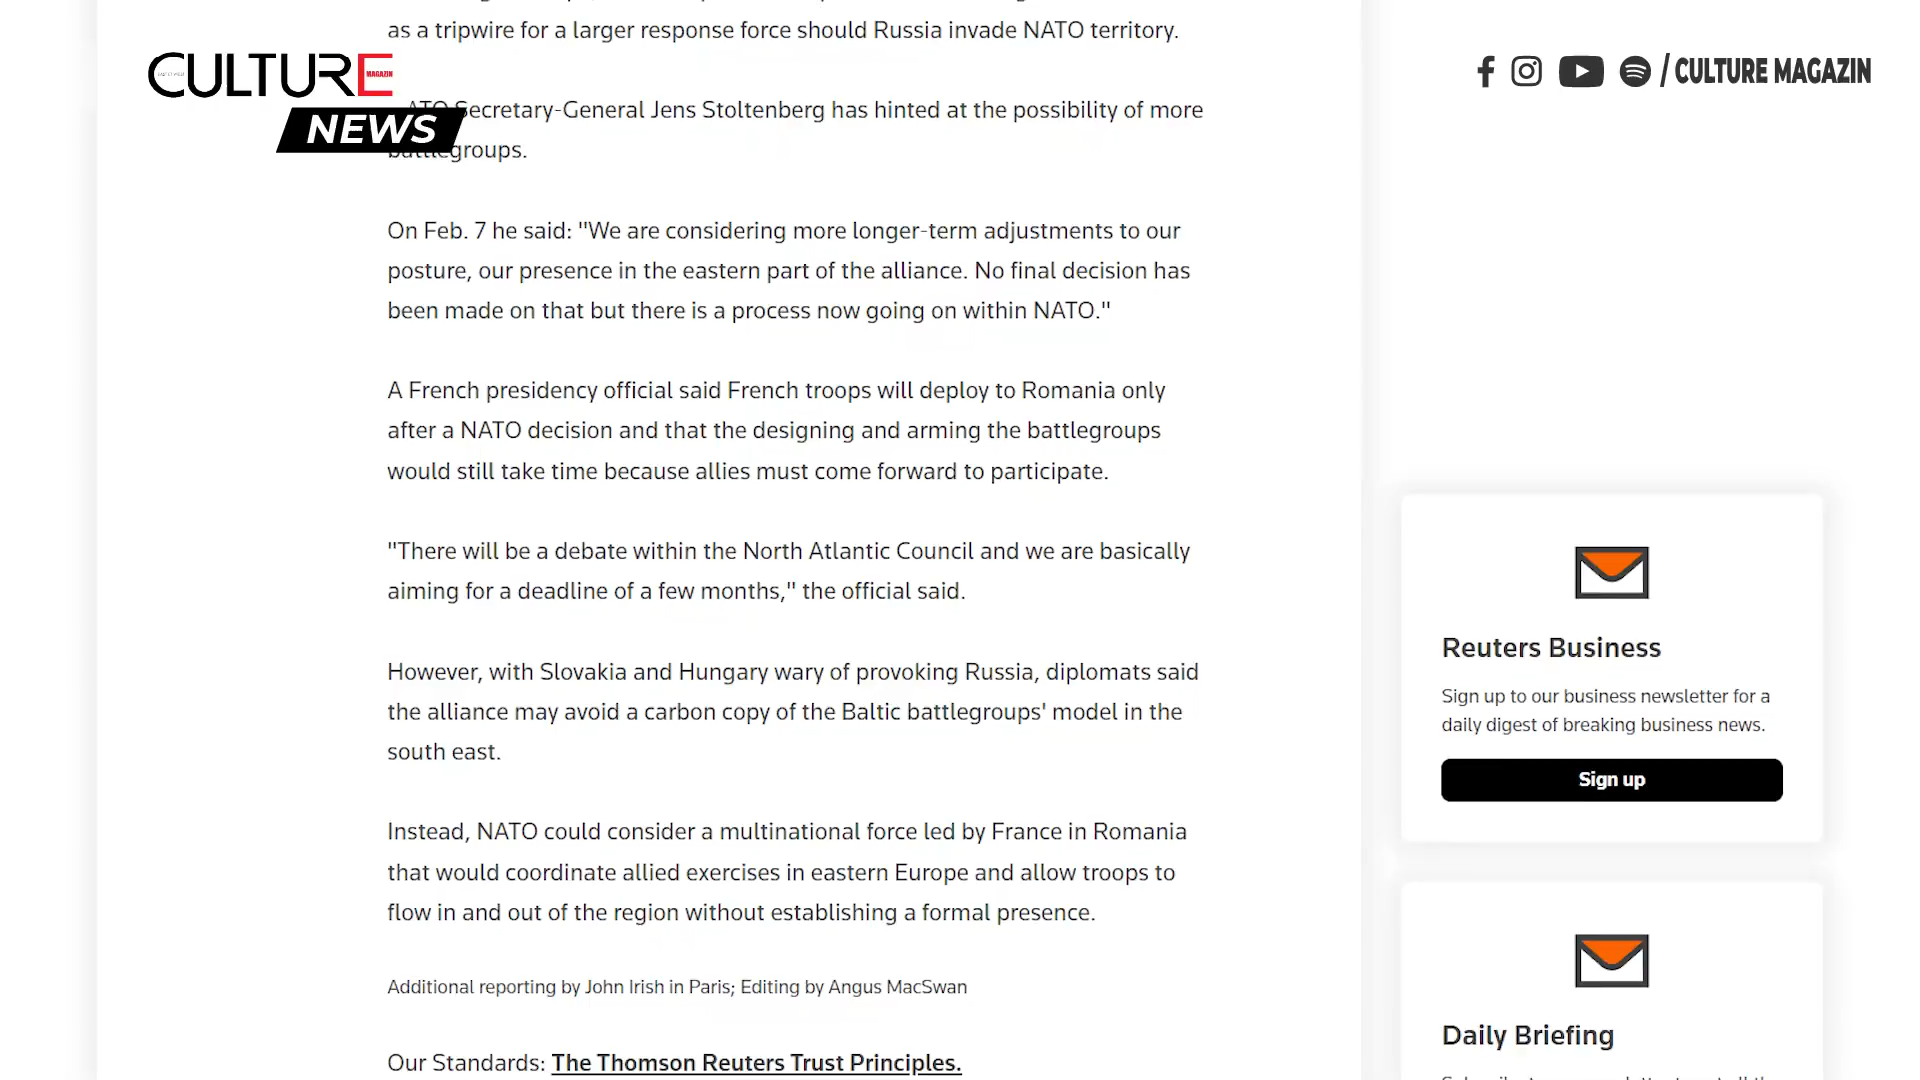 as a tripwire for a larger response force should Russia invade NATO territory.
CULTURE
MAGAZIN
NEWS
/ CULTURE MAGAZIN
Secretary-General Jens Stoltenberg has hinted at the possibility of more
battlegroups.
On Feb. 7 he said: "We are considering more longer-term adjustments to our
posture, our presence in the eastern part of the alliance. No final decision has
been made on that but there is a process now going on within NATO."
A French presidency official said French troops will deploy to Romania only
after a NATO decision and that the designing and arming the battlegroups
would still take time because allies must come forward to participate.
"There will be a debate within the North Atlantic Council and we are basically
aiming for a deadline of a few months," the official said.
However, with Slovakia and Hungary wary of provoking Russia, diplomats said
the alliance may avoid a carbon copy of the Baltic battlegroups' model in the
south east.
Instead, NATO could consider a multinational force led by France in Romania
that would coordinate allied exercises in eastern Europe and allow troops to
flow in and out of the region without establishing a formal presence.
Additional reporting by John Irish in Paris; Editing by Angus MacSwan
Our Standards: The Thomson Reuters Trust Principles.
Reuters Business
Sign up to our business newsletter for a
daily digest of breaking business news.
Sign up
Daily Briefing